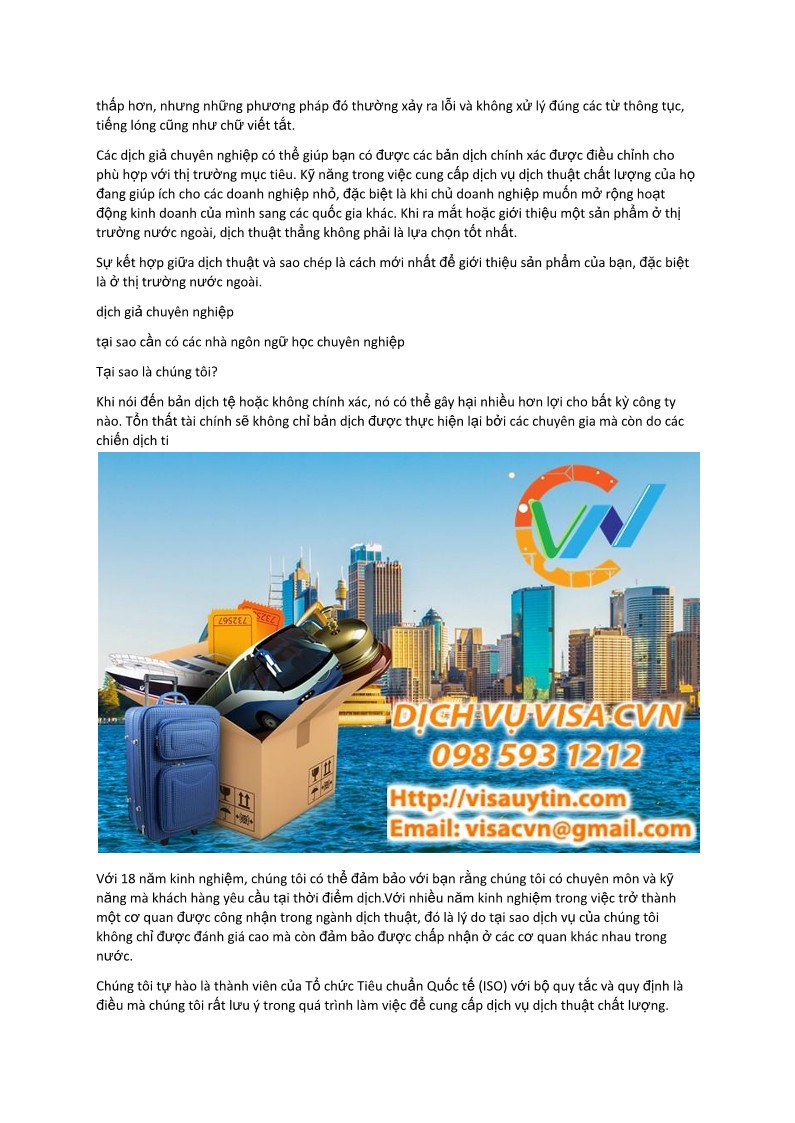 thấp hơn, nhưng những phương pháp đó thường xảy ra lỗi và không xử lý đúng các từ thông tục,
tiếng lóng cũng như chữ viết tắt.
Các dịch giả chuyên nghiệp có thể giúp bạn có được các bản dịch chính xác được điều chỉnh cho
phù hợp với thị trường mục tiêu. Kỹ năng trong việc cung cấp dịch vụ dịch thuật chất lượng của họ
đang giúp ích cho các doanh nghiệp nhỏ, đặc biệt là khi chủ doanh nghiệp muốn mở rộng hoạt
động kinh doanh của mình sang các quốc gia khác. Khi ra mắt hoặc giới thiệu một sản phẩm ở thị
trường nước ngoài, dịch thuật thẳng không phải là lựa chọn tốt nhất.
Sự kết hợp giữa dịch thuật và sao chép là cách mới nhất để giới thiệu sản phẩm của bạn, đặc biệt
là ở thị trường nước ngoài.
dịch giả chuyên nghiệp
tại sao cần có các nhà ngôn ngữ học chuyên nghiệp
Tại sao là chúng tôi?
Khi nói đến bản dịch tệ hoặc không chính xác, nó có thể gây hại nhiều hơn lợi cho bất kỳ công ty
nào. Tổn thất tài chính sẽ không chỉ bản dịch được thực hiện lại bởi các chuyên gia mà còn do các
chiến dịch ti
CVN
732567
732567
DỊCH VỤ VISA CVN
098 593 1212
Http://visauytin.com
Email: visacvn@gmail.com
Với 18 năm kinh nghiệm, chúng tôi có thể đảm bảo với bạn rằng chúng tôi có chuyên môn và kỹ
năng mà khách hàng yêu cầu tại thời điểm dịch.Với nhiều năm kinh nghiệm trong việc trở thành
một cơ quan được công nhận trong ngành dịch thuật, đó là lý do tại sao dịch vụ của chúng tôi
không chỉ được đánh giá cao mà còn đảm bảo được chấp nhận ở các cơ quan khác nhau trong
nước.
Chúng tôi tự hào là thành viên của Tổ chức Tiêu chuẩn Quốc tế (ISO) với bộ quy tắc và quy định là
điều mà chúng tôi rất lưu ý trong quá trình làm việc để cung cấp dịch vụ dịch thuật chất lượng.